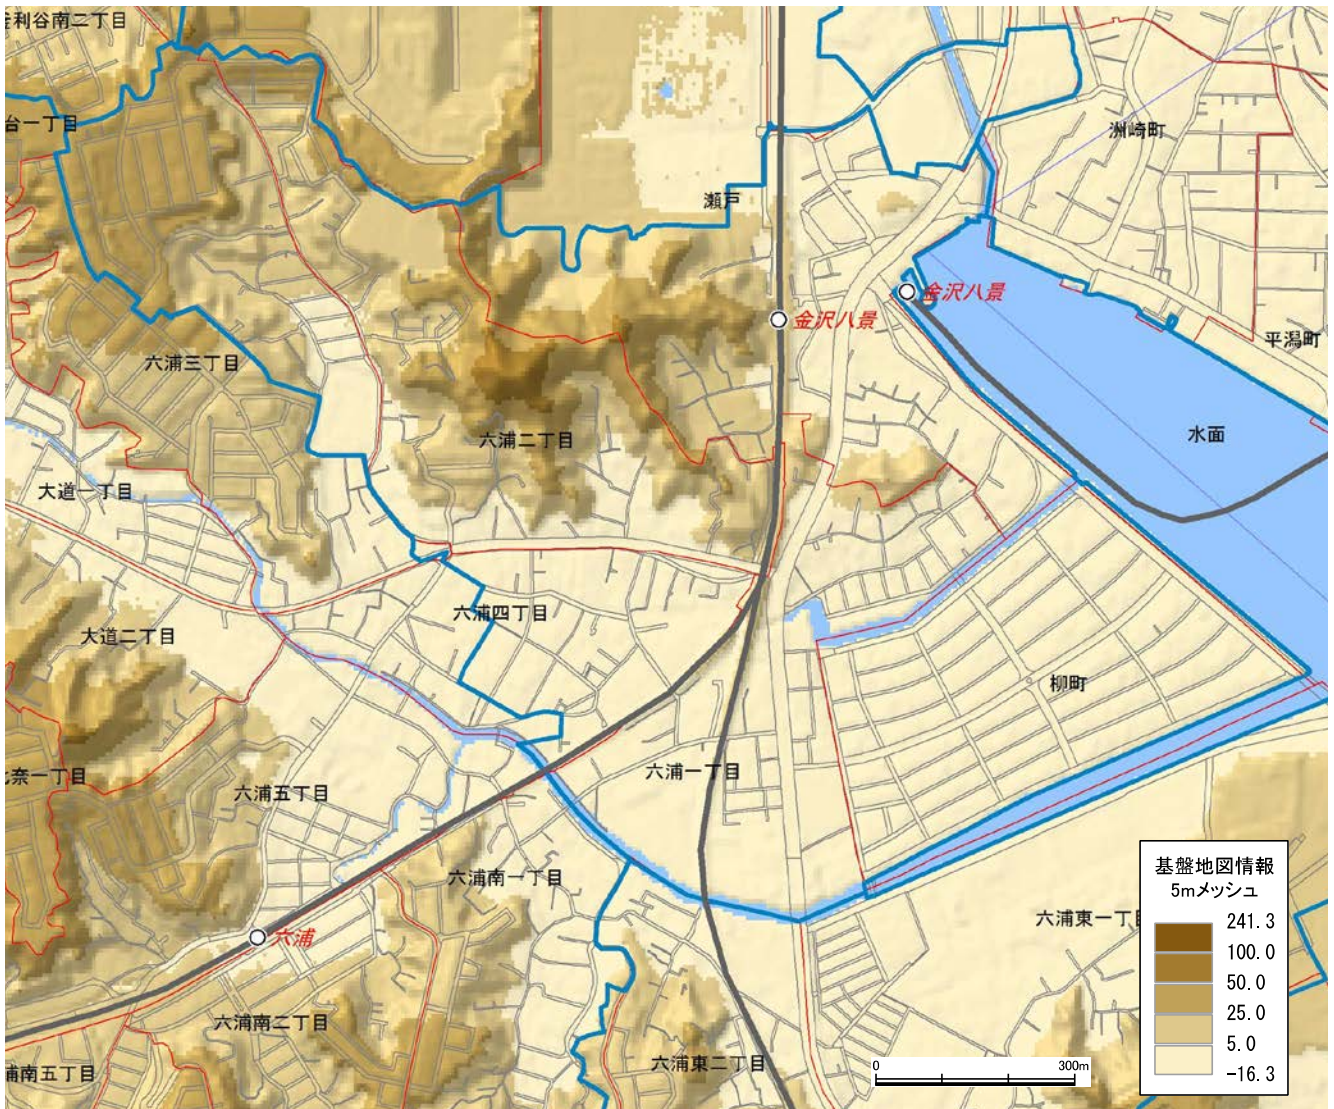 利谷南二丁目
台一丁目
洲崎町
瀬戸
金沢八景
金沢八景
平潟町
六浦三丁目
六浦二丁目
水面
大道一丁目
六浦四丁目
大道二丁目
柳町
六浦一丁目
奈一丁目
六浦五丁目
六浦南一丁目
六浦東一丁
六浦
六浦南二丁目
六浦東二丁目
浦南五丁目
基盤地図情報
5mメッシュ
241.3
100.0
50.0
25.0
5.0
-16.3
0 300m